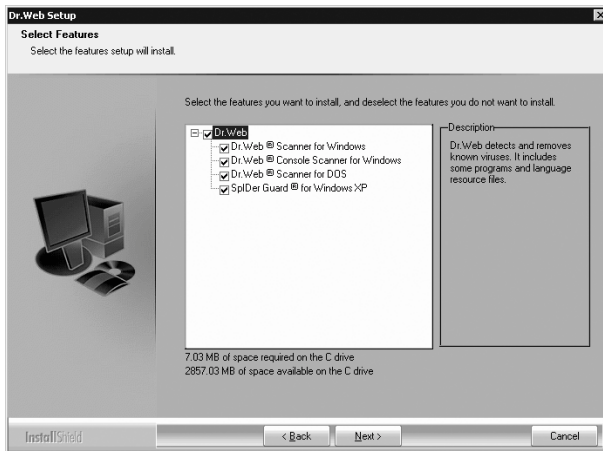 Dr.Web Setup
Select Features
Select the features setup will install.
Select the features you want to install, and deselect the features you do not want to install.
Dr.Web
Dr.Web ® Scanner for Windows
Dr.Web ® Console Scanner for Windows
Dr.Web ® Scanner for DOS
SpIDer Guard ® for Windows XP
Description
Dr.Web detects and removes
known viruses. It includes
some programs and language
resource files.
7.03 MB of space required on the C drive
2857.03 MB of space available on the C drive
InstallShield
< Back
Next >
Cancel